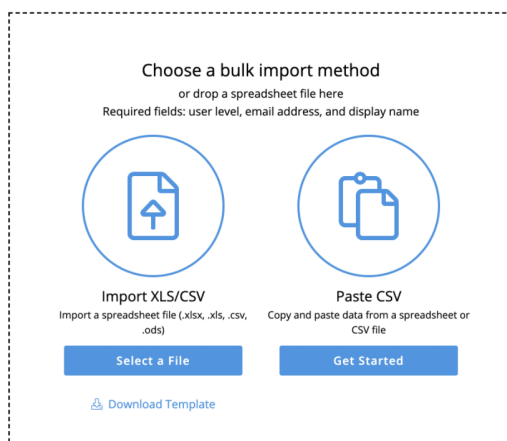 Choose a bulk import method
or drop a spreadsheet file here
Required fields: user level, email address, and display name
Import XLS/CSV
Import a spreadsheet file (.xlsx, .xls, .csv,
.ods)
Select a File
Download Template
Paste CSV
Copy and paste data from a spreadsheet or
CSV file
Get Started